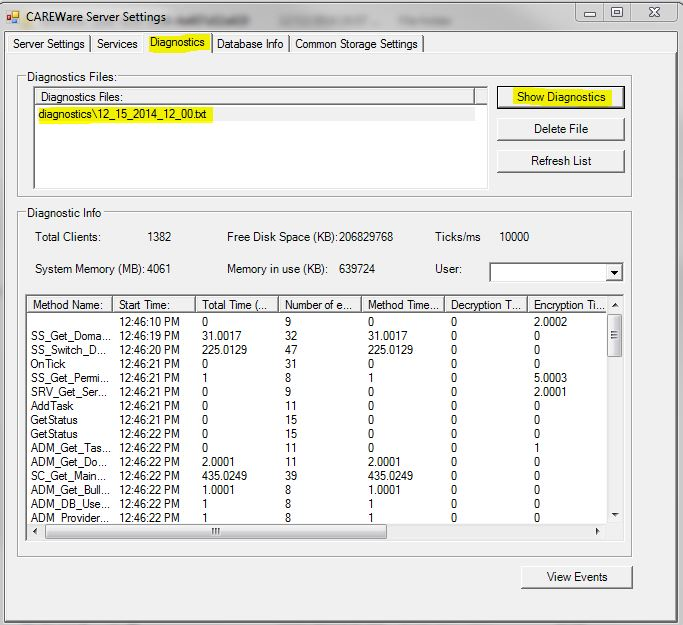 CAREWare Server Settings
Server Settings Services Diagnostics Database Info Common Storage Settings
Diagnostics Files:
Diagnostics Files:
diagnostics\12_15_2014_12_00.txt
Show Diagnostics
Delete File
Refresh List
Diagnostic Info
Total Clients: 1382 Free Disk Space (KB): 206829768 Ticks/ms 10000
System Memory (MB): 4061 Memory in use (KB): 639724 User:
Method Name: Start Time: Total Time (... Number of e... Method Time... Decryption T... Encryption Ti...
12:46:10 PM 0 9 0 0 2.0002
SS_Get_Doma... 12:46:19 PM 31.0017 32 31.0017 0 0
SS_Switch_D... 12:46:20 PM 225.0129 47 225.0129 0 0
OnTick 12:46:21 PM 0 31 0 0 0
SS_Get_Permi... 12:46:21 PM 1 8 1 0 5.0003
SRV_Get_Ser... 12:46:21 PM 0 9 0 0 2.0001
AddTask 12:46:21 PM 0 11 0 0 0
GetStatus 12:46:21 PM 0 15 0 0 0
GetStatus 12:46:22 PM 0 15 0 0 0
ADM_Get_Tas... 12:46:22 PM 0 11 0 0 1
ADM_Get_Do... 12:46:22 PM 2.0001 11 2.0001 0 0
SC_Get_Main... 12:46:22 PM 435.0249 39 435.0249 0 0
ADM_Get_Bull... 12:46:22 PM 1.0001 8 1.0001 0 0
ADM_DB_Use... 12:46:22 PM 1 8 1 0 0
ADM_Provider... 12:46:22 PM 1 8 1 0 0
View Events